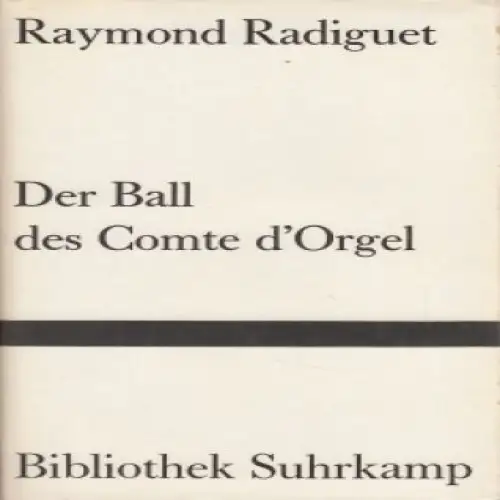 Raymond Radiguet
Der Ball
des Comte d'Orgel
Bibliothek Suhrkamp